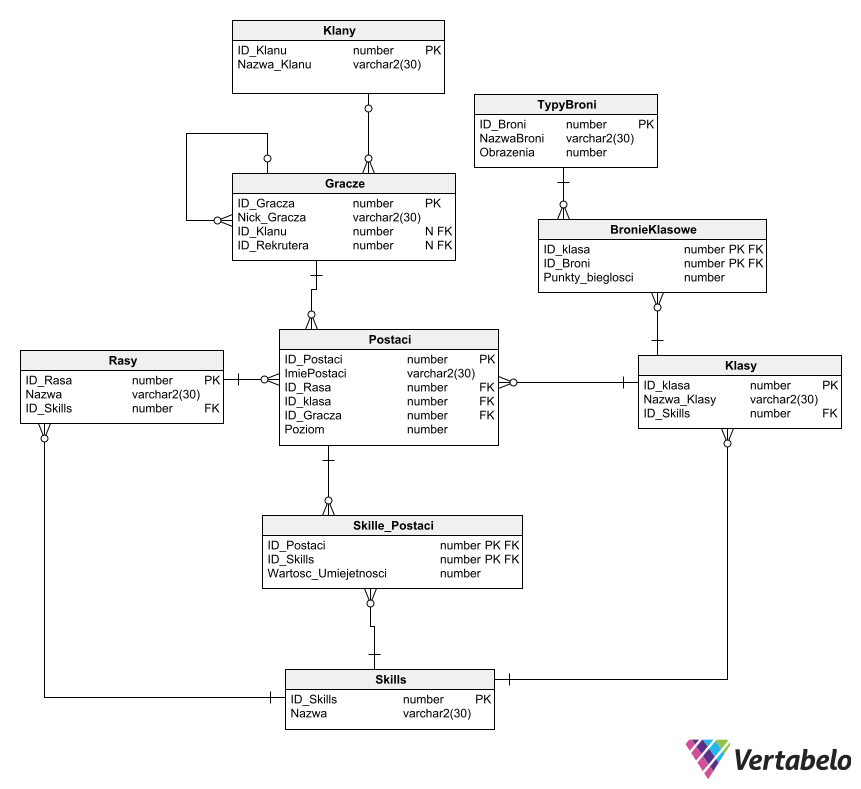 Klany
ID_Klanu number PK
Nazwa_Klanu varchar2(30)
TypyBroni
ID_Broni number PK
NazwaBroni varchar2(30)
Obrazenia number
Gracze
ID_Gracza number PK
Nick_Gracza varchar2(30)
ID_Klanu number N FK
ID_Rekrutera number N FK
BronieKlasowe
ID_klasa number PK FK
ID_Broni number PK FK
Punkty_bieglosci number
Postaci
ID_Postaci number PK
ImiePostaci varchar2(30)
ID_Rasa number FK
ID_klasa number FK
ID_Gracza number FK
Poziom number
Rasy
ID_Rasa number PK
Nazwa varchar2(30)
ID_Skills number FK
Klasy
ID_klasa number PK
Nazwa_Klasy varchar2(30)
ID_Skills number FK
Skille_Postaci
ID_Postaci number PK FK
ID_Skills number PK FK
Wartosc_Umiejetnosci number
Skills
ID_Skills number PK
Nazwa varchar2(30)
Vertabelo